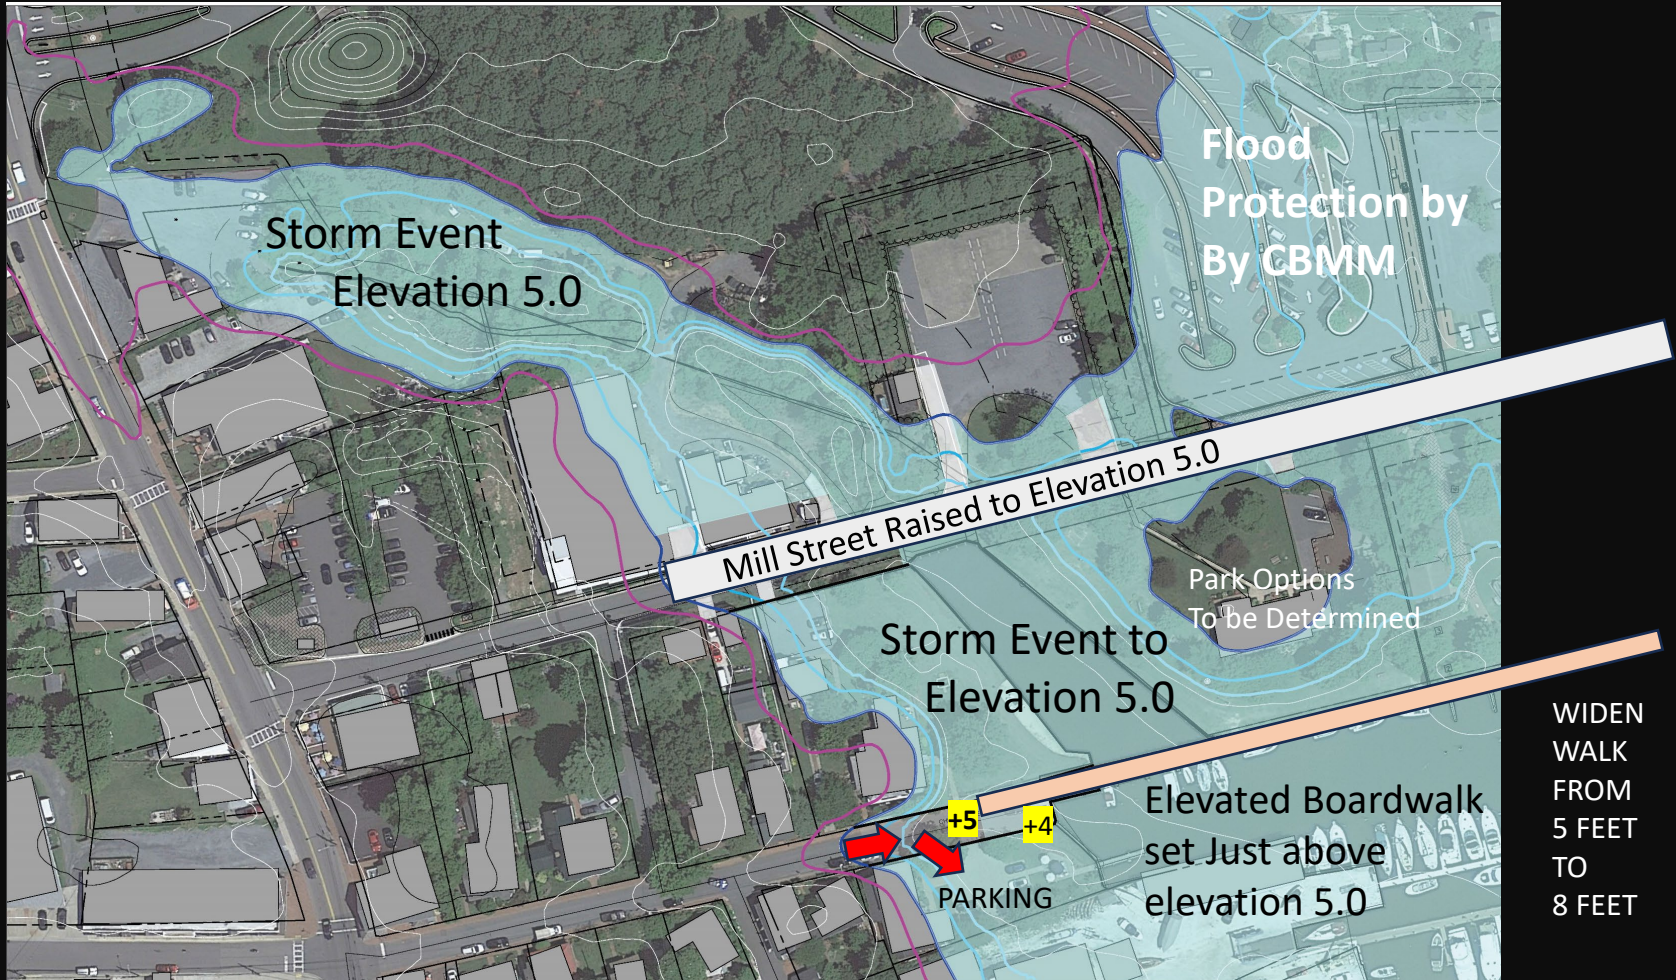 Flood
Protection by
By CBMM
Storm Event
Elevation 5.0
Mill Street Raised to Elevation 5.0
Park Options
To be Determined
Storm Event to
Elevation 5.0
WIDEN
WALK
FROM
5 FEET
TO
8 FEET
+5
+4
Elevated Boardwalk
set Just above
elevation 5.0
PARKING